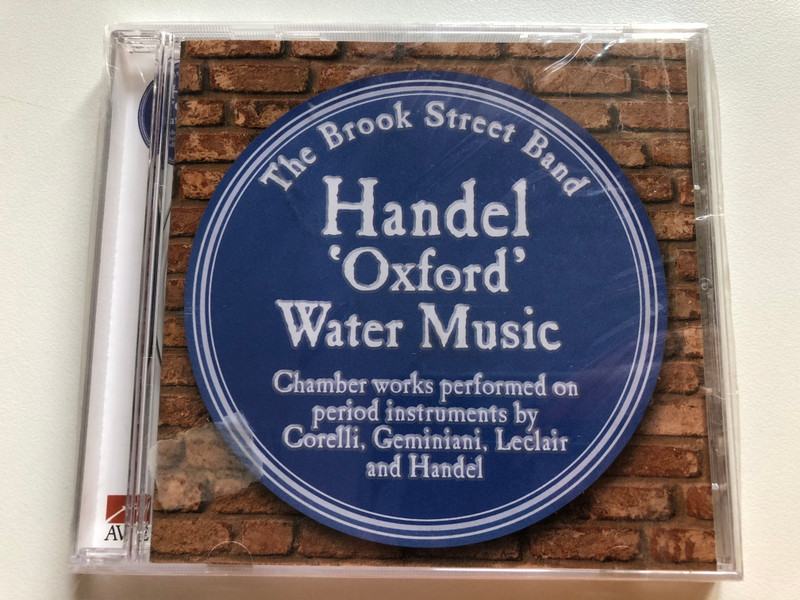 The Brook Street Band
Handel
‘Oxford’
Water Music
Chamber works performed on
period instruments by
Corelli, Geminiani, Leclair
and Handel